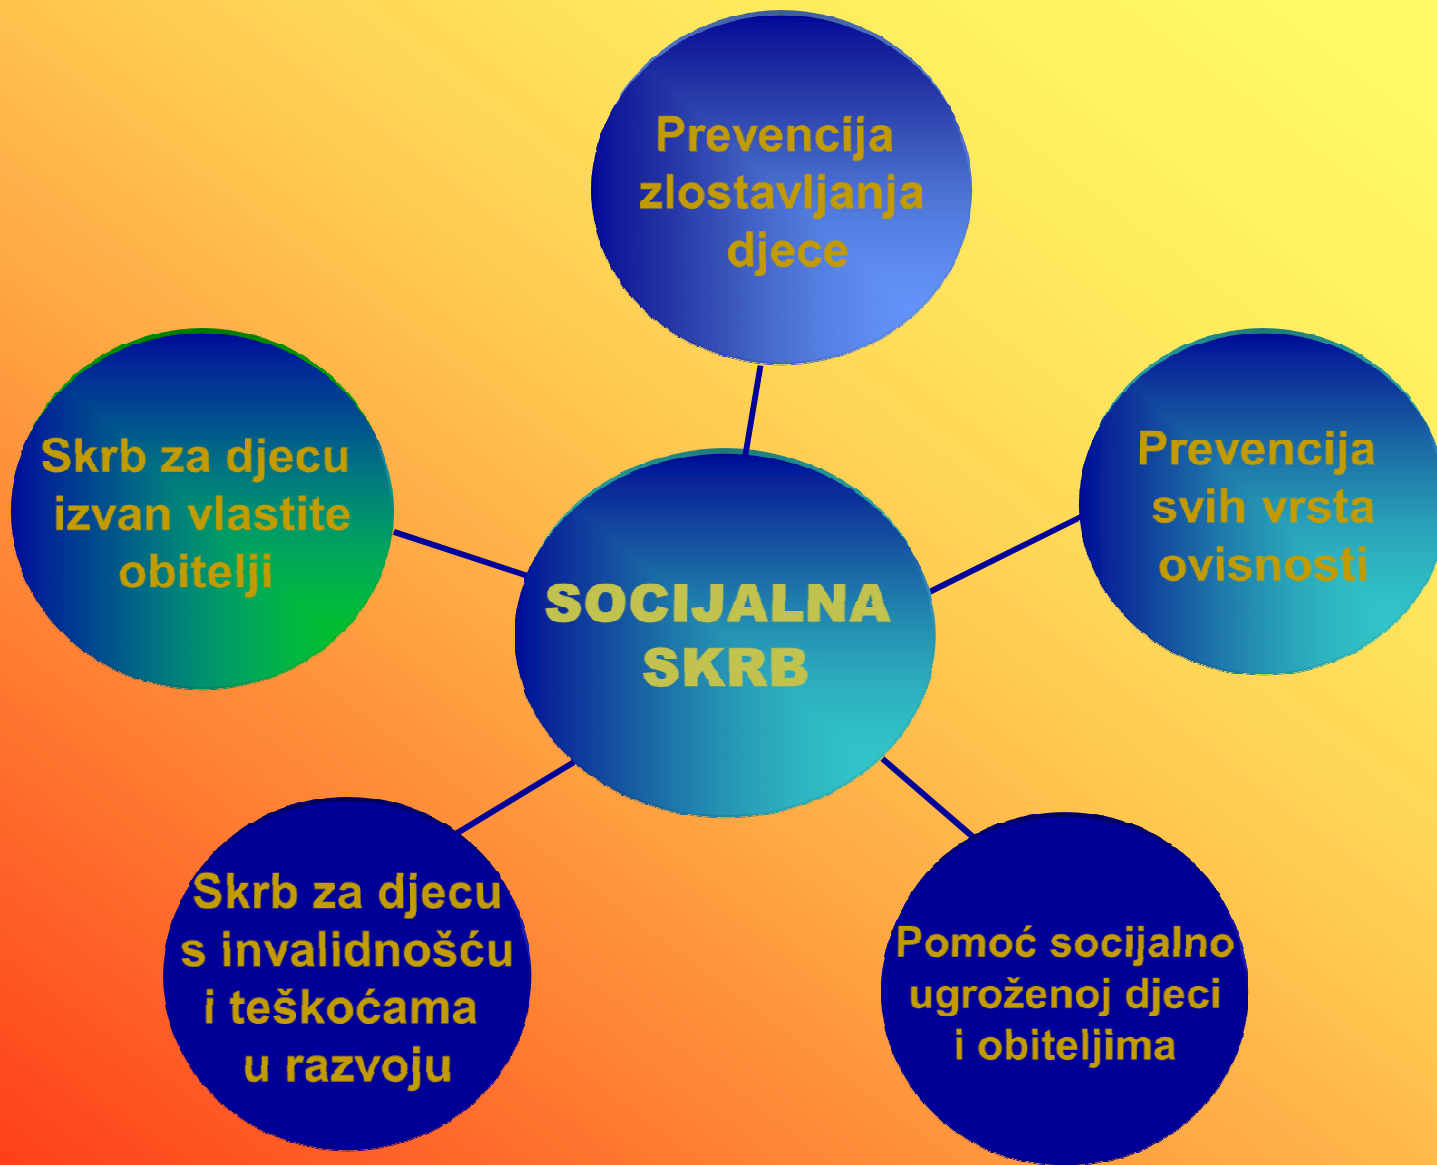 Prevencija
zlostavljanja
djece
Skrb za djecu
izvan vlastite
obitelji
Prevencija
svih vrsta
ovisnosti
SOCIJALNA
SKRB
Skrb za djecu
s invalidnošću
i teškoćama
u razvoju
Pomoć socijalno
ugroženoj djeci
i obiteljima